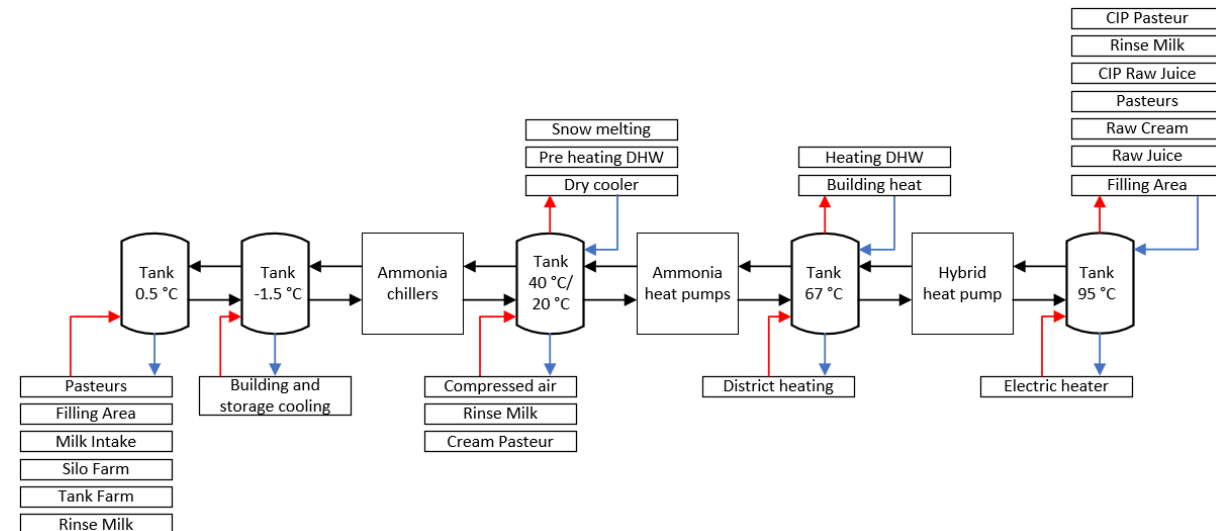 CIP Pasteur
Rinse Milk
CIP Raw Juice
Pasteurs
Raw Cream
Raw Juice
Filling Area
Snow melting
Pre heating DHW
Dry cooler
Heating DHW
Building heat
Tank
0.5 °C
Tank
-1.5 °C
Ammonia
chillers
Tank
40 °C/
20 °C
Ammonia
heat pumps
Tank
67 °C
Hybrid
heat pump
Tank
95 °C
Pasteurs
Filling Area
Milk Intake
Silo Farm
Tank Farm
Rinse Milk
Building and
storage cooling
Compressed air
Rinse Milk
Cream Pasteur
District heating
Electric heater